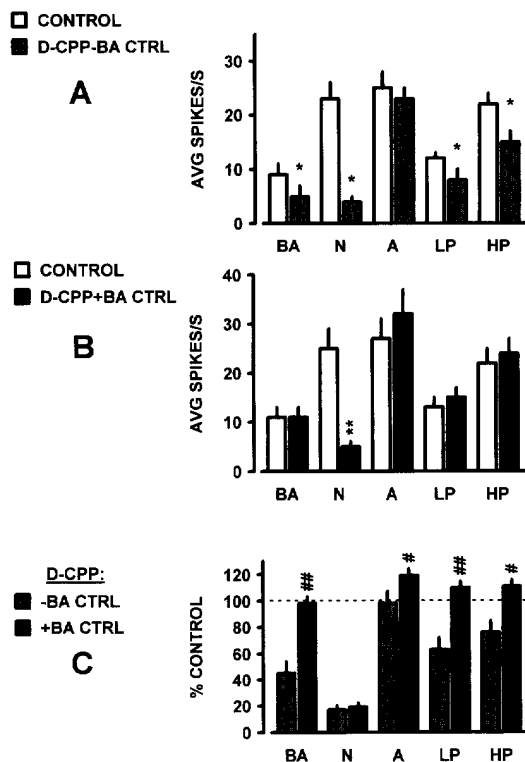 CONTROL
D-CPP-BA CTRL
A
AVG SPIKES/S
20
10
0
* * * *
BA N A LP HP
CONTROL
D-CPP+BA CTRL
B
AVG SPIKES/S
40
30
20
10
0
**
BA N A LP HP
D-CPP:
-BA CTRL
+BA CTRL
C
% CONTROL
120
100
80
60
40
20
0
## # ## #
BA N A LP HP